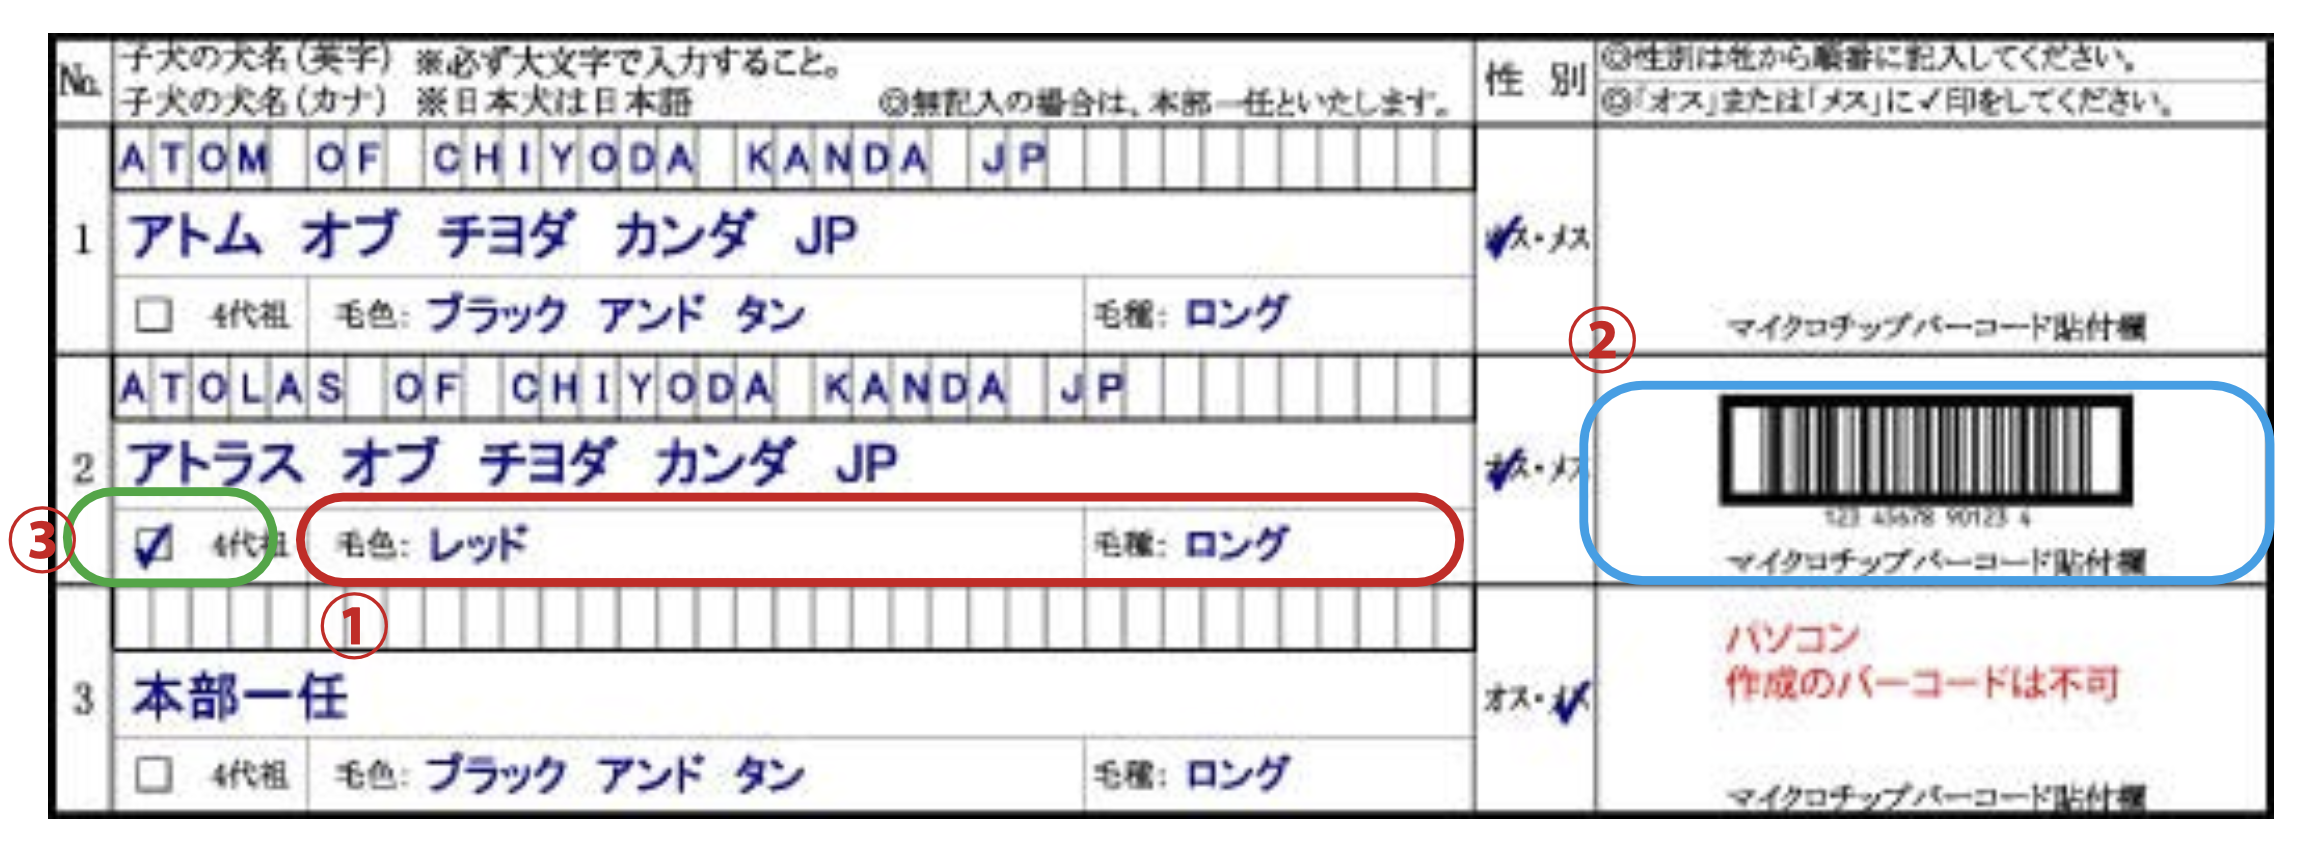 No.
子犬の犬名(英字) ※必ず大文字で入力すること。
子犬の犬名(カナ) ※日本犬は日本語 ◎無記入の場合は、本部一任といたします。
性 別
◎性別は牡から順番に記入してください。
◎「オス」または「メス」に✓印をしてください。
1
ATOM OF CHIYODA KANDA JP
アトム オブ チヨダ カンダ JP
□ 4代祖 毛色: ブラック アンド タン 毛種: ロング
オス・メス
マイクロチップバーコード貼付欄
②
2
ATOLAS OF CHIYODA KANDA JP
アトラス オブ チヨダ カンダ JP
③ ☑ 4代祖 毛色: レッド 毛種: ロング
オス・メス
123 45678 90123 4
マイクロチップバーコード貼付欄
①
3
本部一任
□ 4代祖 毛色: ブラック アンド タン 毛種: ロング
オス・メス
パソコン
作成のバーコードは不可
マイクロチップバーコード貼付欄